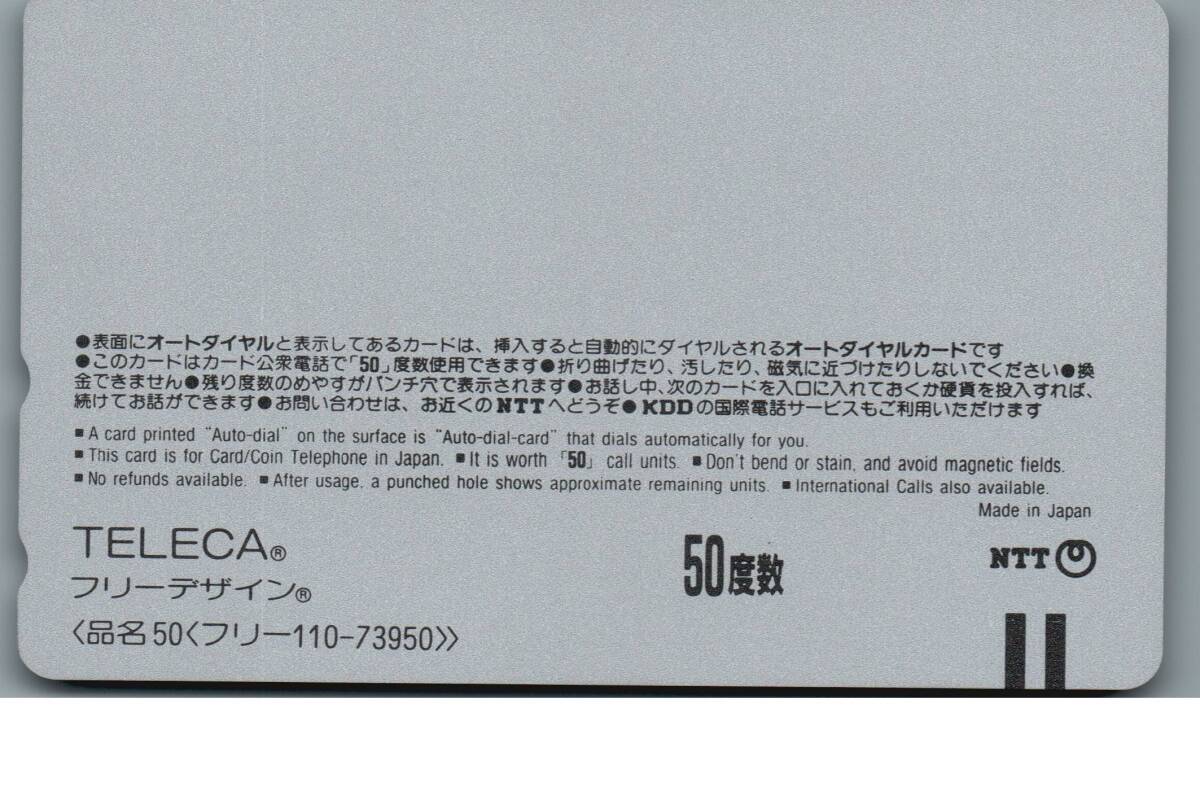 ●表面にオートダイヤルと表示してあるカードは、挿入すると自動的にダイヤルされるオートダイヤルカードです
●このカードはカード公衆電話で「50」度数使用できます●折り曲げたり、汚したり、磁気に近づけたりしないでください●換
金できません●残り度数のめやすがパンチ穴で表示されます●お話し中、次のカードを入口に入れておくか硬貨を投入すれば、
続けてお話ができます●お問い合わせは、お近くのNTTへどうぞ●KDDの国際電話サービスもご利用いただけます
■A card printed "Auto-dial" on the surface is "Auto-dial-card" that dials automatically for you.
■This card is for Card/Coin Telephone in Japan. ■It is worth「50」call units. ■Don't bend or stain, and avoid magnetic fields.
■No refunds available. ■After usage, a punched hole shows approximate remaining units. ■International Calls also available.
Made in Japan
TELECA®
フリーデザイン®
〈品名50〈フリー110-73950〉〉
50度数
NTT